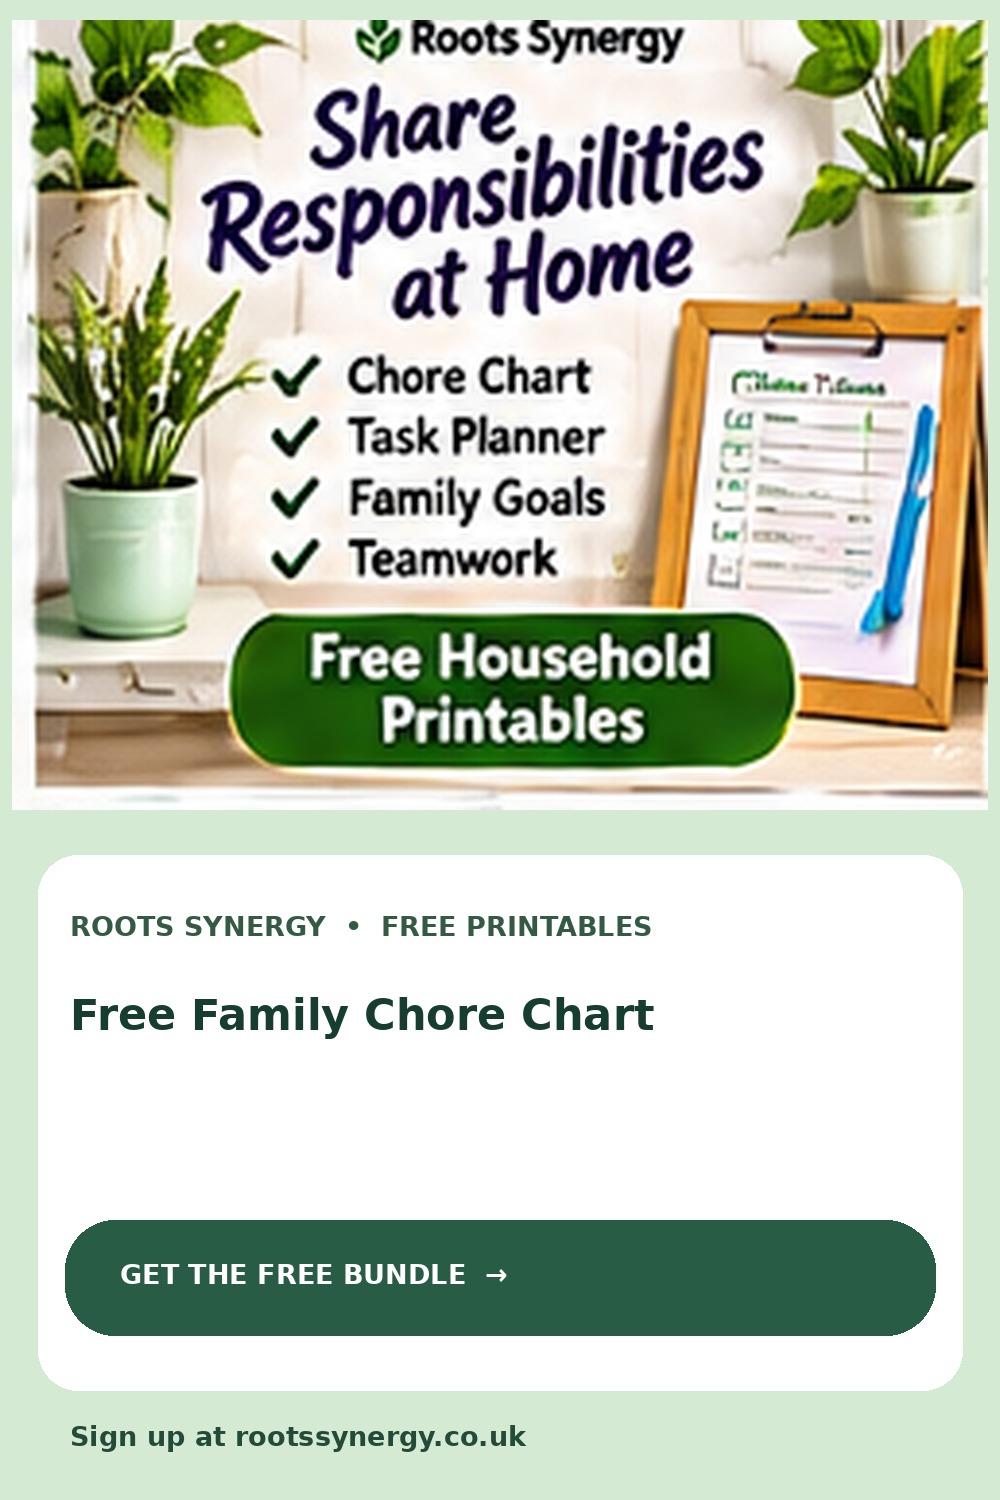 Roots Synergy
Share
Responsibilities
at Home
✓ Chore Chart
✓ Task Planner
✓ Family Goals
✓ Teamwork
Free Household
Printables
ROOTS SYNERGY • FREE PRINTABLES
Free Family Chore Chart
GET THE FREE BUNDLE →
Sign up at rootssynergy.co.uk